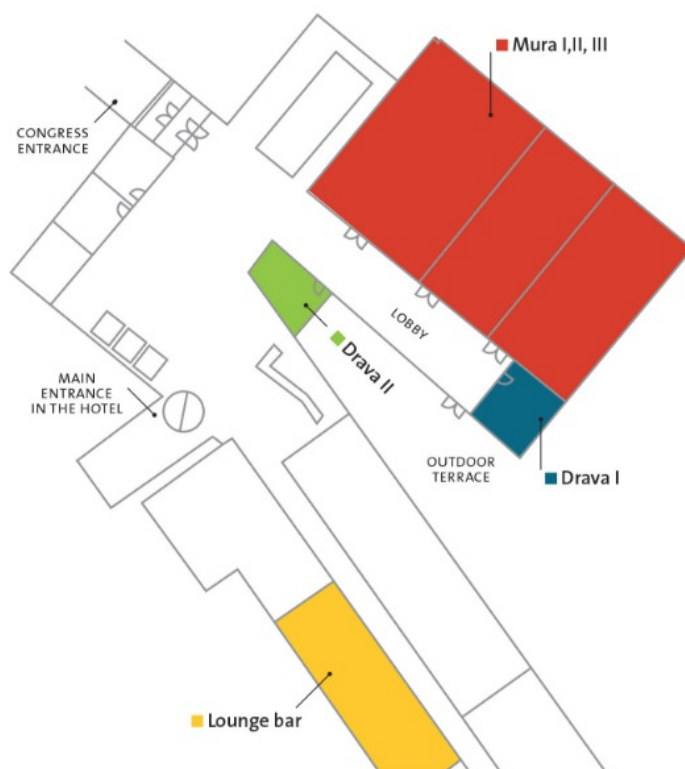 Mura I,II, III
CONGRESS
ENTRANCE
LOBBY
Drava II
MAIN
ENTRANCE
IN THE HOTEL
OUTDOOR
TERRACE
Drava I
Lounge bar